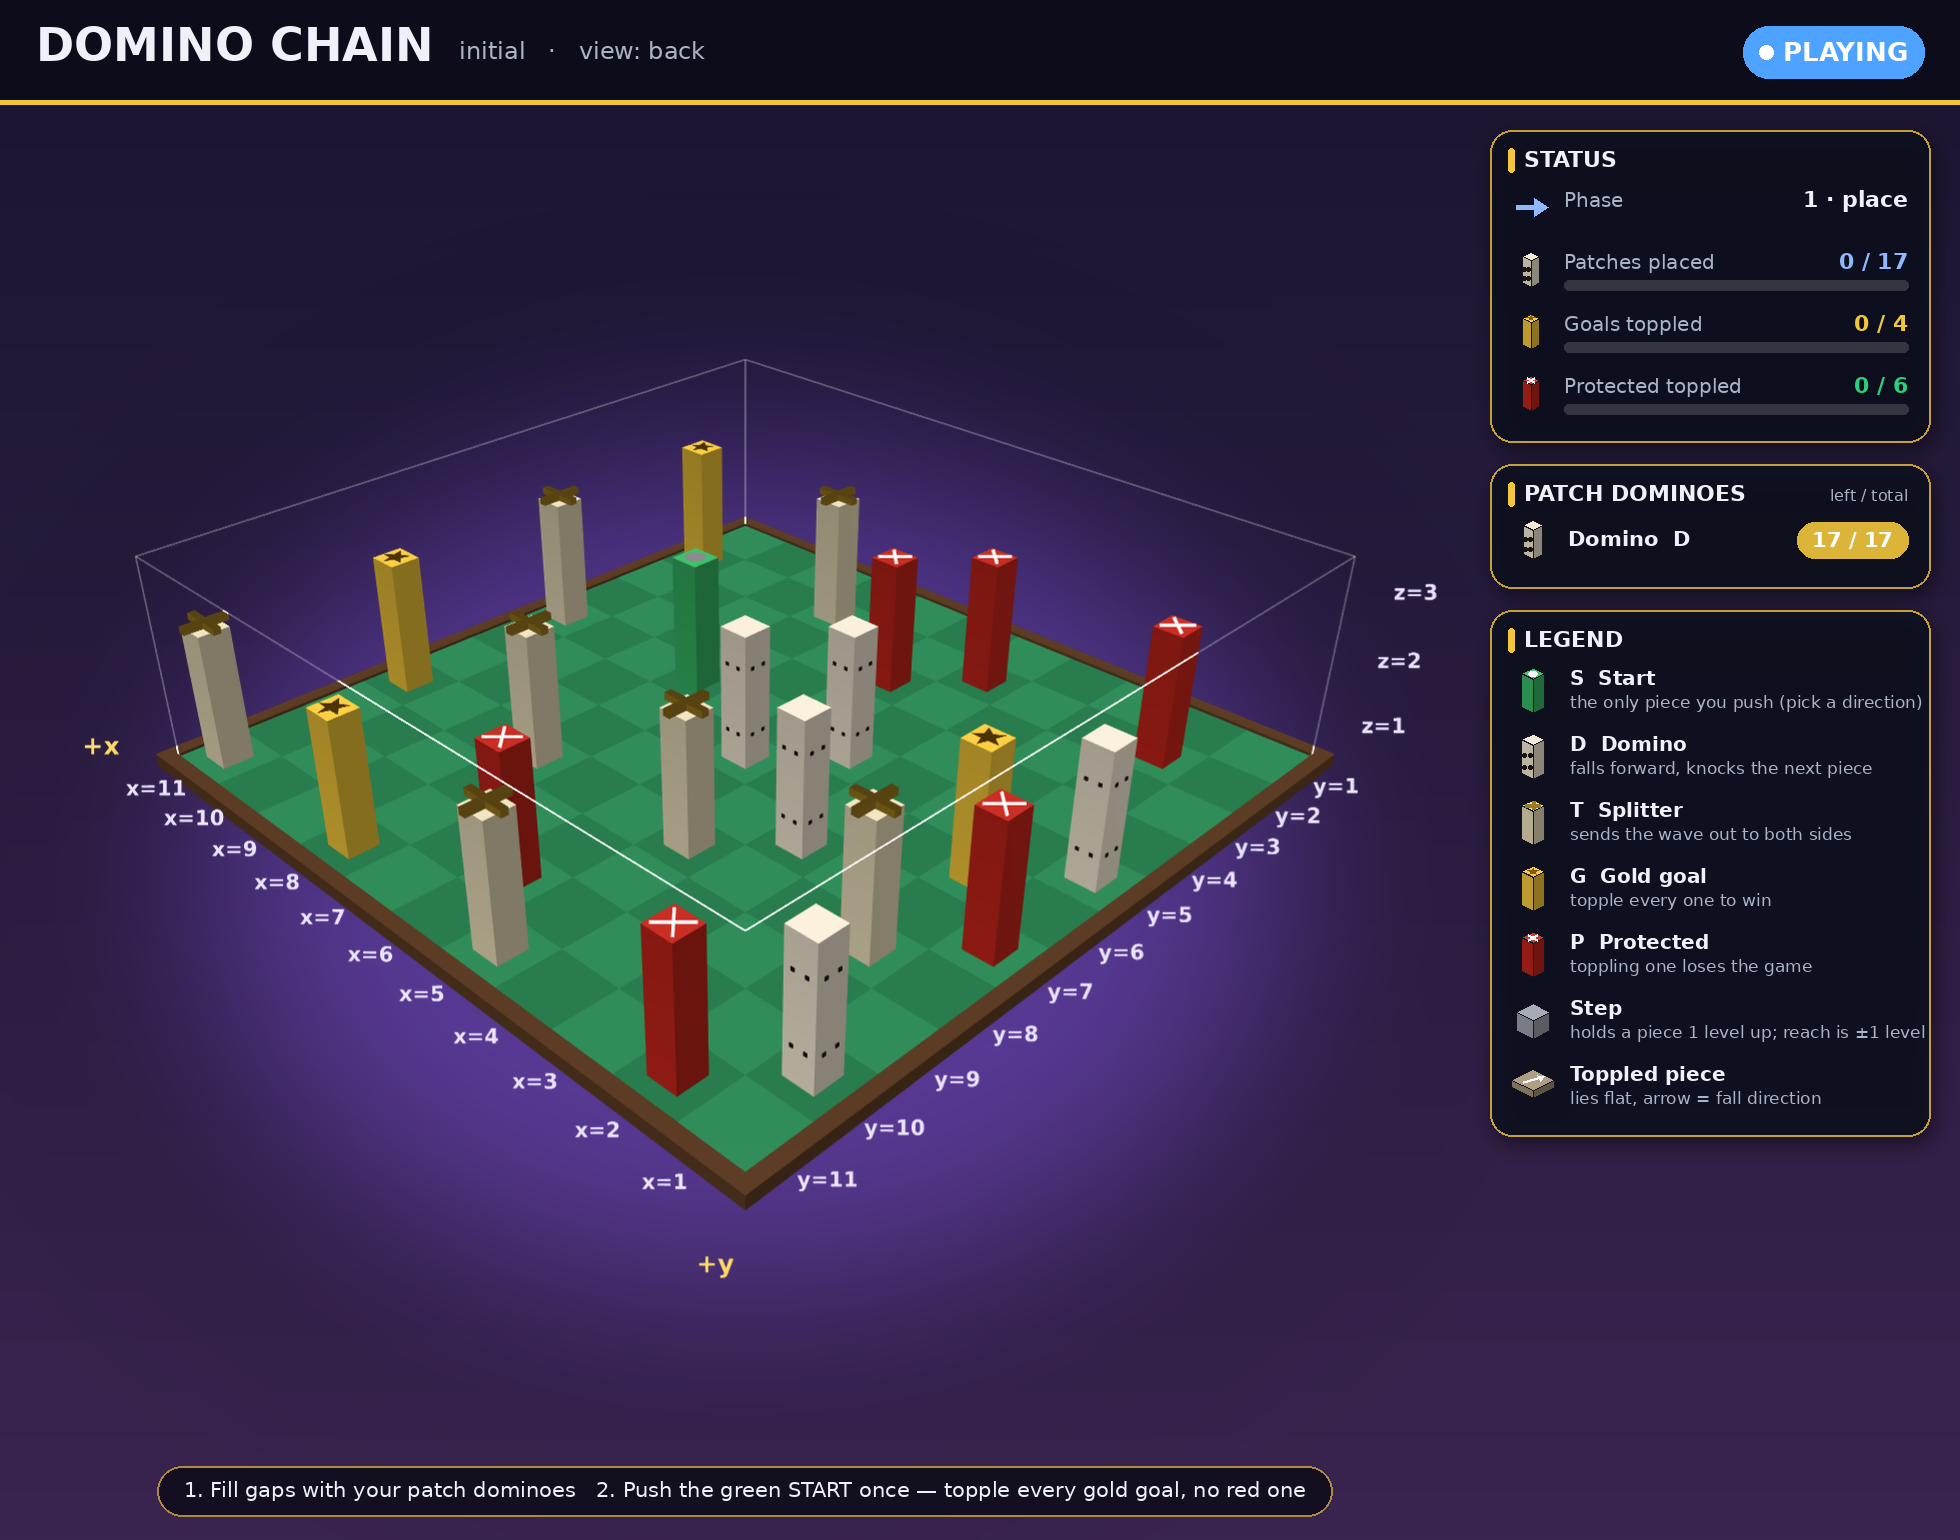 DOMINO CHAIN initial · view: back
PLAYING
STATUS
Phase 1 · place
Patches placed 0 / 17
Goals toppled 0 / 4
Protected toppled 0 / 6
PATCH DOMINOES left / total
Domino D 17 / 17
LEGEND
S Start
the only piece you push (pick a direction)
D Domino
falls forward, knocks the next piece
T Splitter
sends the wave out to both sides
G Gold goal
topple every one to win
P Protected
toppling one loses the game
Step
holds a piece 1 level up; reach is ±1 level
Toppled piece
lies flat, arrow = fall direction
z=3
z=2
z=1
+x
x=11
x=10
x=9
x=8
x=7
x=6
x=5
x=4
x=3
x=2
x=1
y=1
y=2
y=3
y=4
y=5
y=6
y=7
y=8
y=9
y=10
y=11
+y
1. Fill gaps with your patch dominoes 2. Push the green START once — topple every gold goal, no red one